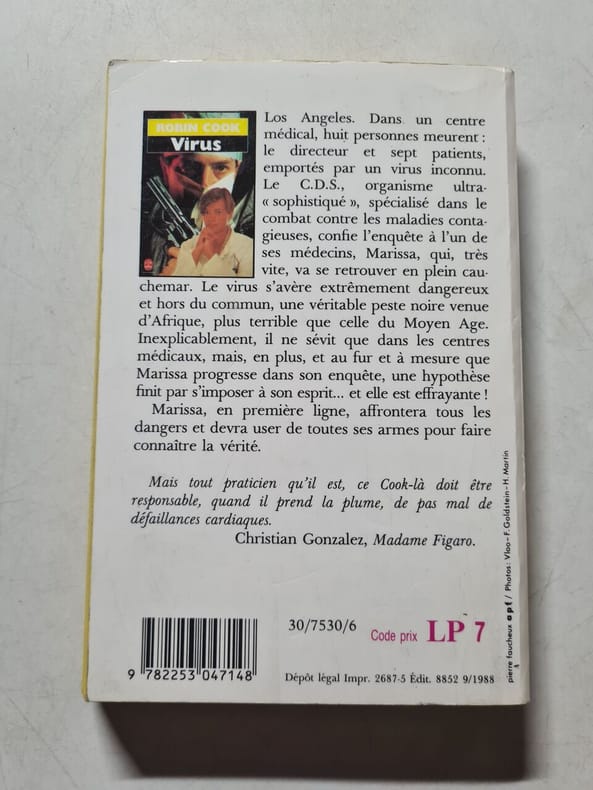 ROBIN COOK
Virus
Los Angeles. Dans un centre
médical, huit personnes meurent :
le directeur et sept patients,
emportés par un virus inconnu.
Le C.D.S., organisme ultra-
« sophistiqué », spécialisé dans le
combat contre les maladies conta-
gieuses, confie l'enquête à l'un de
ses médecins, Marissa, qui, très
vite, va se retrouver en plein cau-
chemar. Le virus s'avère extrêmement dangereux
et hors du commun, une véritable peste noire venue
d'Afrique, plus terrible que celle du Moyen Age.
Inexplicablement, il ne sévit que dans les centres
médicaux, mais, en plus, et au fur et à mesure que
Marissa progresse dans son enquête, une hypothèse
finit par s'imposer à son esprit... et elle est effrayante !
Marissa, en première ligne, affrontera tous les
dangers et devra user de toutes ses armes pour faire
connaître la vérité.
Mais tout praticien qu'il est, ce Cook-là doit être
responsable, quand il prend la plume, de pas mal de
défaillances cardiaques.
Christian Gonzalez, Madame Figaro.
pierre faucheux apf / Photos : Vloo - F. Goldstein - H. Martin
30/7530/6
Code prix LP 7
9 782253 047148
Dépôt légal Impr. 2687-5 Édit. 8852 9/1988